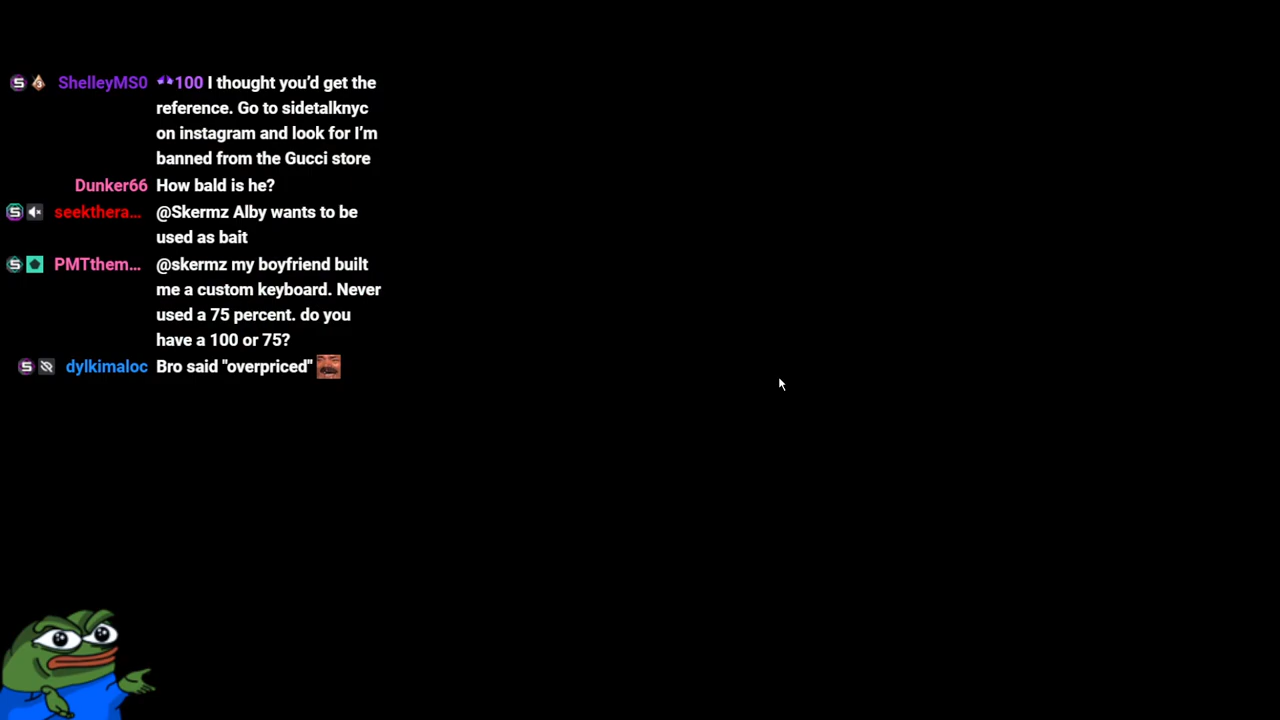 ShelleyMS0 100 I thought you’d get the
reference. Go to sidetalknyc
on instagram and look for I’m
banned from the Gucci store
Dunker66 How bald is he?
seekthera... @Skermz Alby wants to be
used as bait
PMTthem... @skermz my boyfriend built
me a custom keyboard. Never
used a 75 percent. do you
have a 100 or 75?
dylkimaloc Bro said "overpriced"